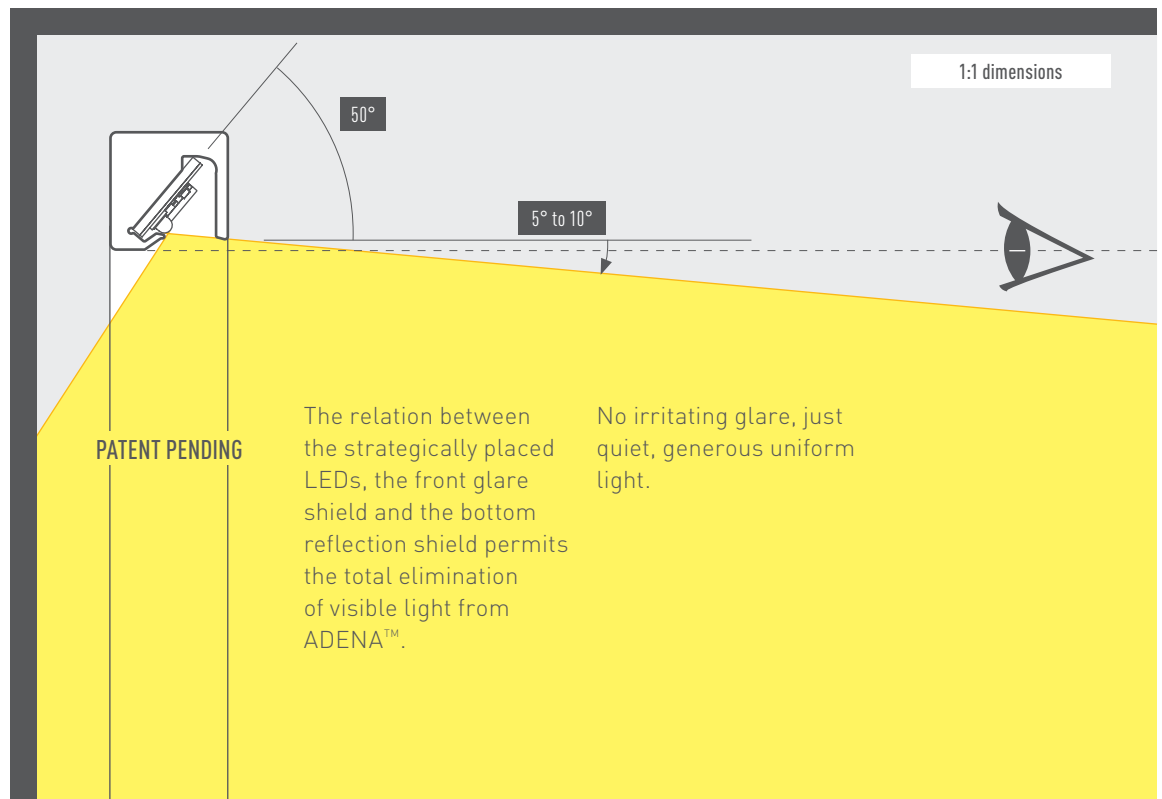 1:1 dimensions
50°
5° to 10°
PATENT PENDING
The relation between
the strategically placed
LEDs, the front glare
shield and the bottom
reflection shield permits
the total elimination
of visible light from
ADENA™.
No irritating glare, just
quiet, generous uniform
light.